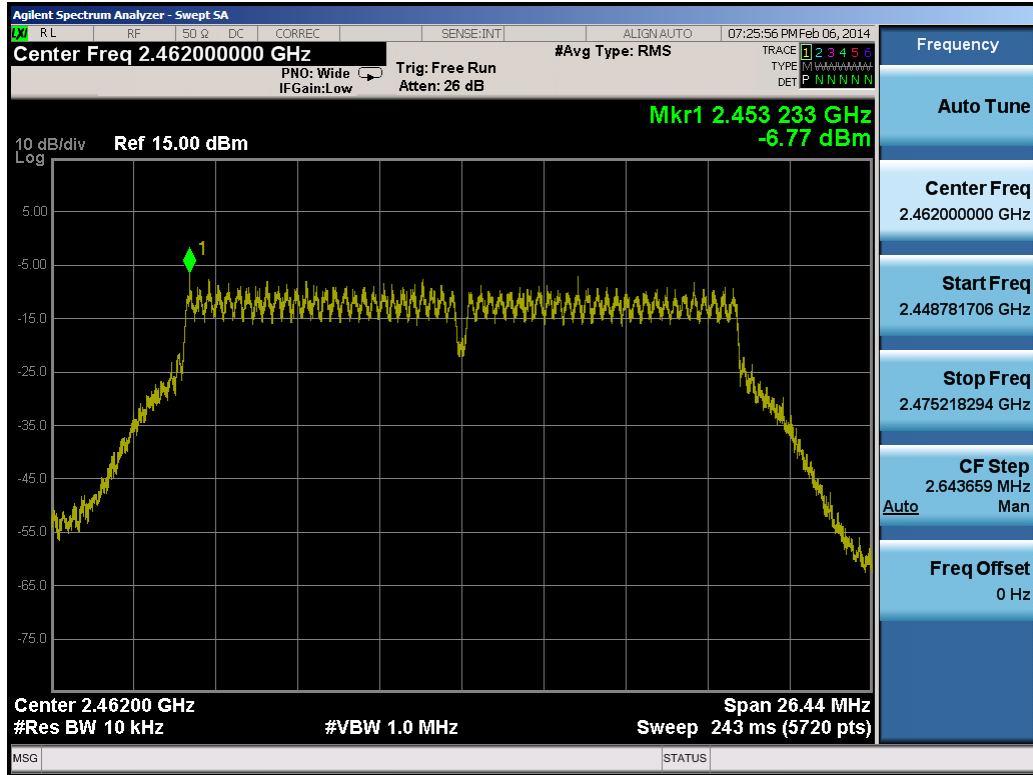 Agilent Spectrum Analyzer - Swept SA
LXI RL RF 50 Ω DC CORREC SENSE:INT ALIGN AUTO 07:25:56 PM Feb 06, 2014
Center Freq 2.462000000 GHz
PNO: Wide
IFGain:Low
Trig: Free Run
Atten: 26 dB
#Avg Type: RMS
TRACE 1 2 3 4 5 6
TYPE M WWWWW
DET P N N N N N
Mkr1 2.453 233 GHz
-6.77 dBm
10 dB/div Ref 15.00 dBm
Log
5.00
-5.00
-15.0
-25.0
-35.0
-45.0
-55.0
-65.0
-75.0
1
Center 2.46200 GHz Span 26.44 MHz
#Res BW 10 kHz #VBW 1.0 MHz Sweep 243 ms (5720 pts)
MSG STATUS
Frequency
Auto Tune
Center Freq
2.462000000 GHz
Start Freq
2.448781706 GHz
Stop Freq
2.475218294 GHz
CF Step
2.643659 MHz
Auto Man
Freq Offset
0 Hz